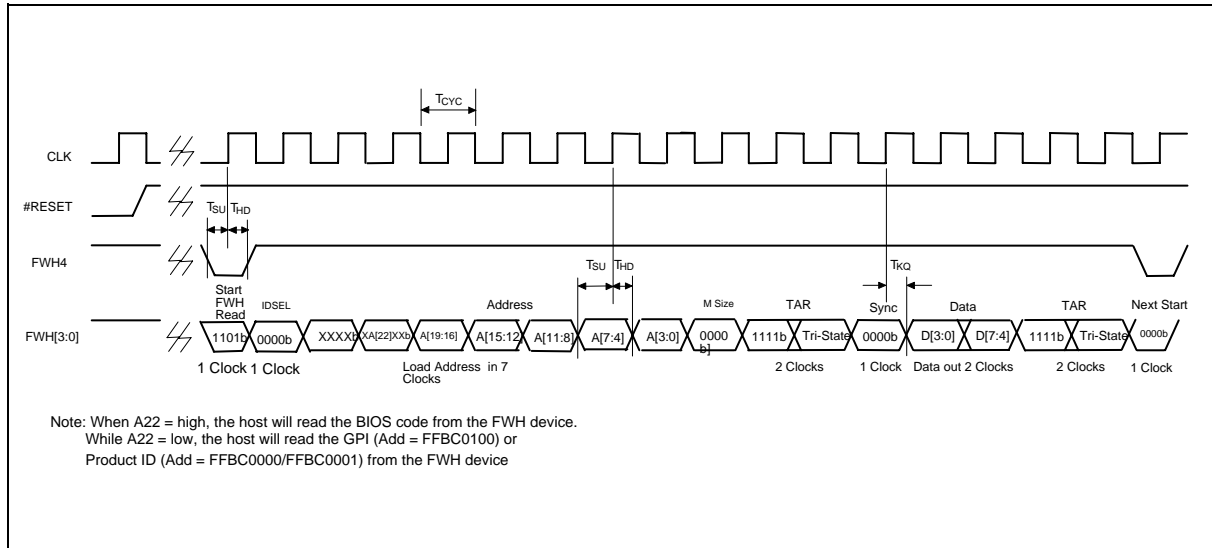 TCYC
CLK
#RESET
TSU THD
FWH4
TSU THD
TKQ
Start
FWH
Read
IDSEL
Address
M Size
TAR
Sync
Data
TAR
Next Start
FWH[3:0]
1101b 0000b XXXXb XA[22]XXb A[19:16] A[15:12] A[11:8] A[7:4] A[3:0] 0000 b] 1111b Tri-State 0000b D[3:0] D[7:4] 1111b Tri-State 0000b
1 Clock 1 Clock
Load Address in 7
Clocks
2 Clocks 1 Clock Data out 2 Clocks 2 Clocks 1 Clock
Note: When A22 = high, the host will read the BIOS code from the FWH device.
While A22 = low, the host will read the GPI (Add = FFBC0100) or
Product ID (Add = FFBC0000/FFBC0001) from the FWH device